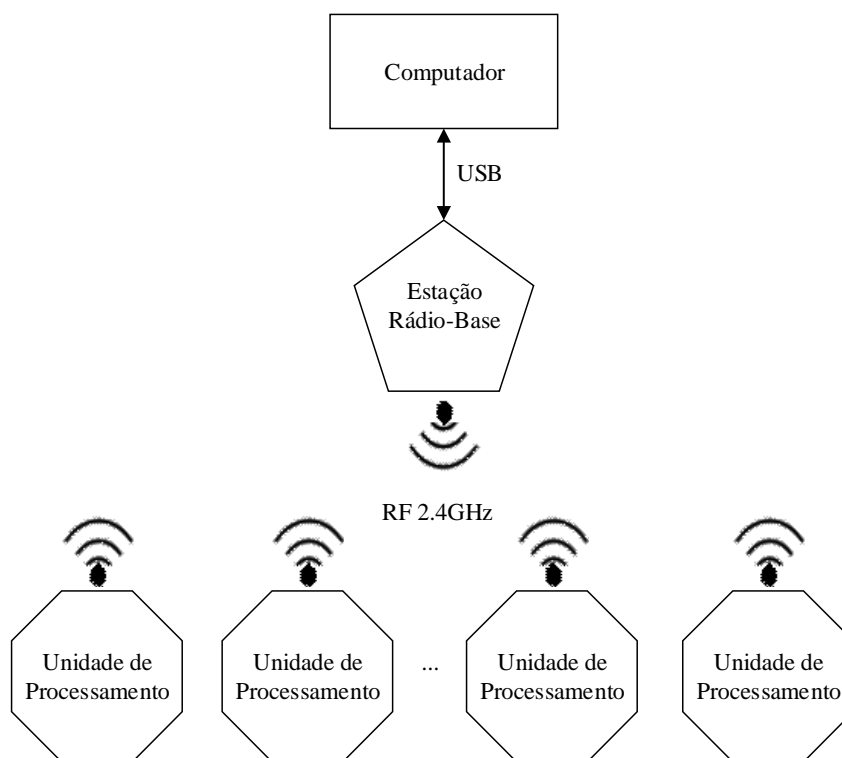 Computador
USB
Estação
Rádio-Base
RF 2.4GHz
Unidade de
Processamento
Unidade de
Processamento
...
Unidade de
Processamento
Unidade de
Processamento